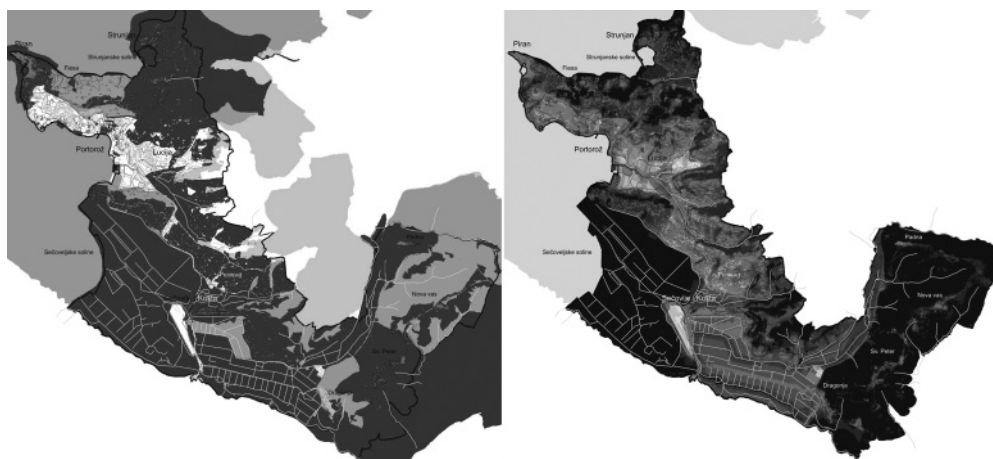 Strunjan
Strunjanske soline
Piran
Fiesa
Portorož
Lucija
Sečoveljske soline
Nova vas
Sv. Peter
Strunjan
Piran
Strunjanske soline
Fiesa
Portorož
Lucija
Sečoveljske soline
Padna
Nova vas
Sv. Peter
Dragonja